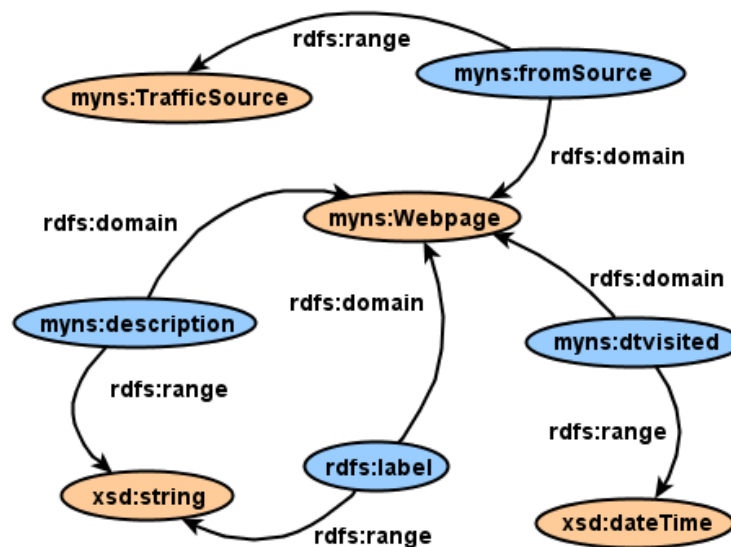 rdfs:range
myns:fromSource
myns:TrafficSource
rdfs:domain
rdfs:domain
myns:Webpage
rdfs:domain
rdfs:domain
myns:description
myns:dtvisited
rdfs:range
rdfs:range
rdfs:label
xsd:string
xsd:dateTime
rdfs:range